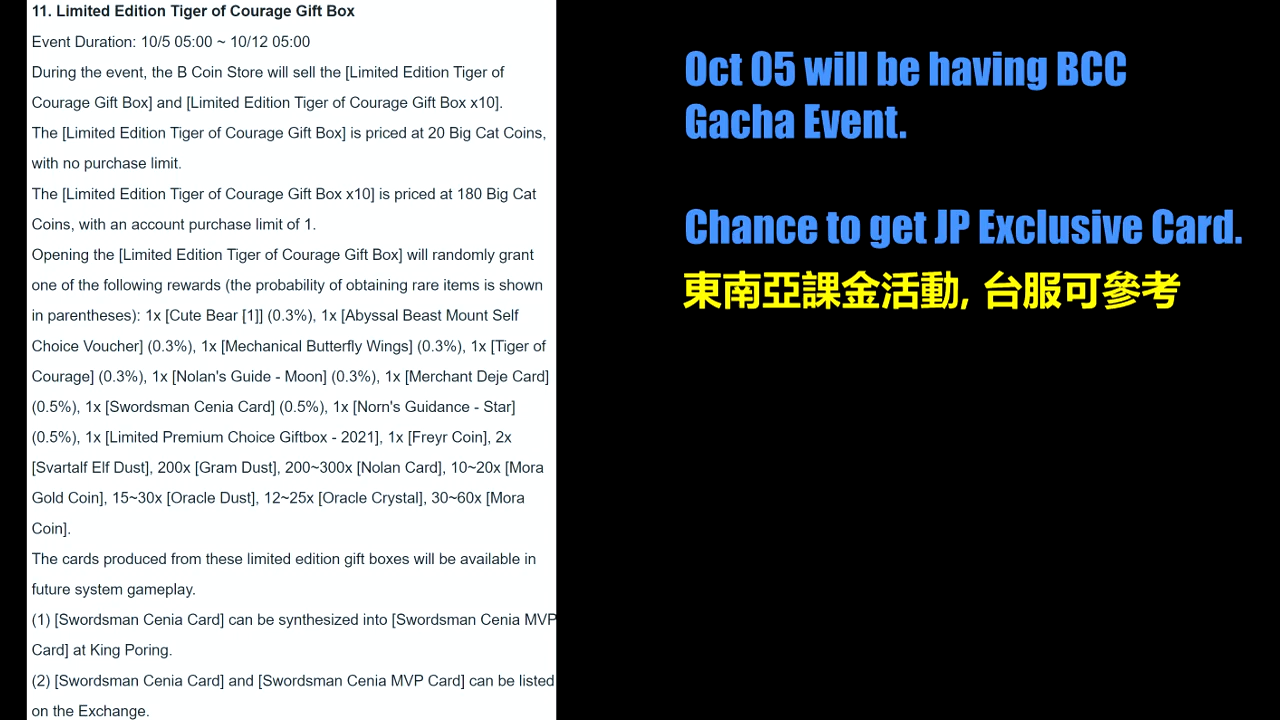 11. Limited Edition Tiger of Courage Gift Box
Event Duration: 10/5 05:00 ~ 10/12 05:00
During the event, the B Coin Store will sell the [Limited Edition Tiger of
Courage Gift Box] and [Limited Edition Tiger of Courage Gift Box x10].
The [Limited Edition Tiger of Courage Gift Box] is priced at 20 Big Cat Coins,
with no purchase limit.
The [Limited Edition Tiger of Courage Gift Box x10] is priced at 180 Big Cat
Coins, with an account purchase limit of 1.
Opening the [Limited Edition Tiger of Courage Gift Box] will randomly grant
one of the following rewards (the probability of obtaining rare items is shown
in parentheses): 1x [Cute Bear [1]] (0.3%), 1x [Abyssal Beast Mount Self
Choice Voucher] (0.3%), 1x [Mechanical Butterfly Wings] (0.3%), 1x [Tiger of
Courage] (0.3%), 1x [Nolan's Guide - Moon] (0.3%), 1x [Merchant Deje Card]
(0.5%), 1x [Swordsman Cenia Card] (0.5%), 1x [Norn's Guidance - Star]
(0.5%), 1x [Limited Premium Choice Giftbox - 2021], 1x [Freyr Coin], 2x
[Svartalf Elf Dust], 200x [Gram Dust], 200~300x [Nolan Card], 10~20x [Mora
Gold Coin], 15~30x [Oracle Dust], 12~25x [Oracle Crystal], 30~60x [Mora
Coin].
The cards produced from these limited edition gift boxes will be available in
future system gameplay.
(1) [Swordsman Cenia Card] can be synthesized into [Swordsman Cenia MVP
Card] at King Poring.
(2) [Swordsman Cenia Card] and [Swordsman Cenia MVP Card] can be listed
on the Exchange.
Oct 05 will be having BCC
Gacha Event.
Chance to get JP Exclusive Card.
東南亞課金活動, 台服可參考